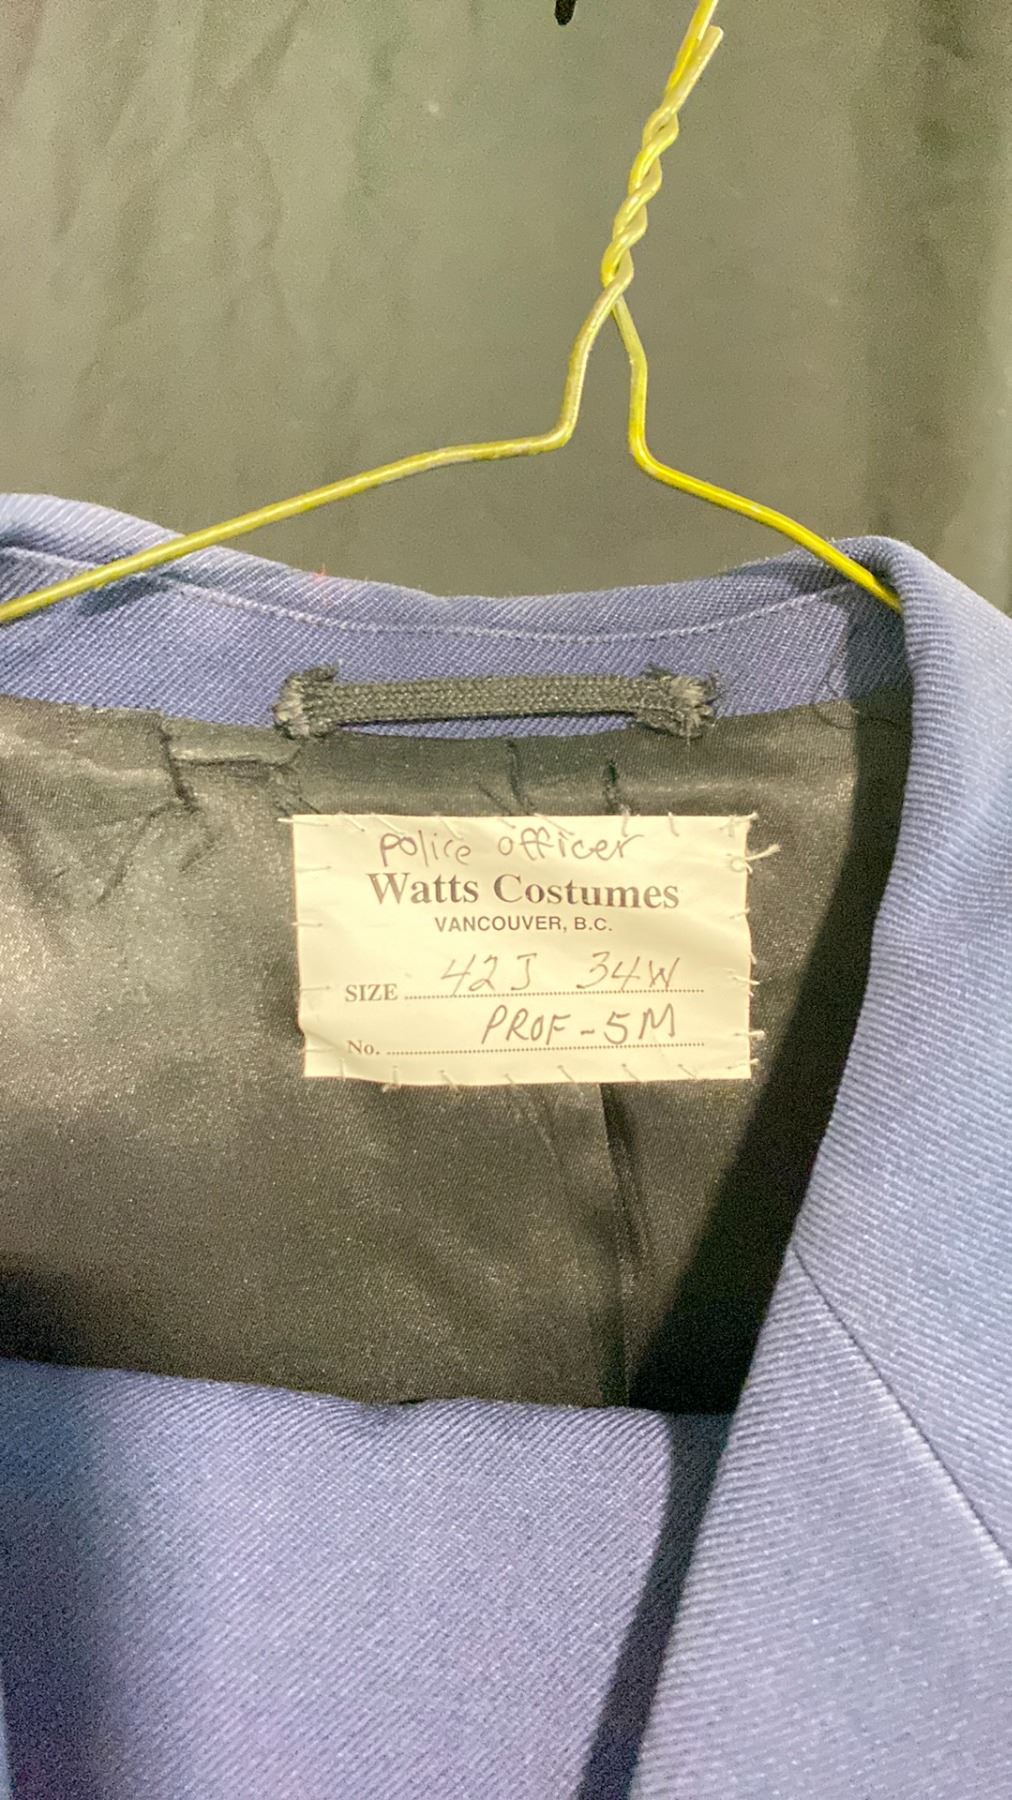 police officer
Watts Costumes
VANCOUVER, B.C.
SIZE 42J 34W
No. PROF-5M